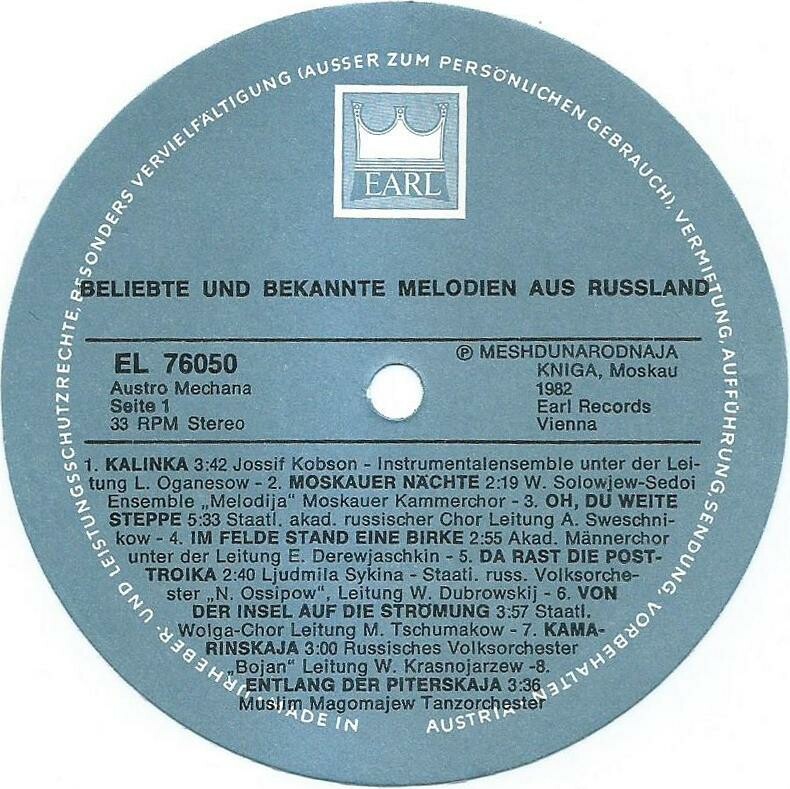 EARL
BELIEBTE UND BEKANNTE MELODIEN AUS RUSSLAND
EL 76050
Austro Mechana
Seite 1
33 RPM Stereo
Ⓟ MESHDUNARODNAJA
KNIGA, Moskau
1982
Earl Records
Vienna
1. KALINKA 3:42 Jossif Kobson - Instrumentalensemble unter der Lei-
tung L. Oganesow - 2. MOSKAUER NÄCHTE 2:19 W. Solowjew-Sedoi
Ensemble „Melodija" Moskauer Kammerchor - 3. OH, DU WEITE
STEPPE 5:33 Staatl. akad. russischer Chor Leitung A. Sweschni-
kow - 4. IM FELDE STAND EINE BIRKE 2:55 Akad. Männerchor
unter der Leitung E. Derewjaschkin - 5. DA RAST DIE POST-
TROIKA 2:40 Ljudmila Sykina - Staatl. russ. Volksorche-
ster „N. Ossipow", Leitung W. Dubrowskij - 6. VON
DER INSEL AUF DIE STRÖMUNG 3:57 Staatl.
Wolga-Chor Leitung M. Tschumakow - 7. KAMA-
RINSKAJA 3:00 Russisches Volksorchester
„Bojan" Leitung W. Krasnojarzew -8.
ENTLANG DER PITERSKAJA 3:36
Muslim Magomajew Tanzorchester
URHEBER- UND LEISTUNGSSCHUTZRECHTE, BESONDERS VERVIELFÄLTIGUNG (AUSSER ZUM PERSÖNLICHEN GEBRAUCH), VERMIETUNG, AUFFÜHRUNG, SENDUNG, VORBEHALTEN
MADE IN AUSTRIA